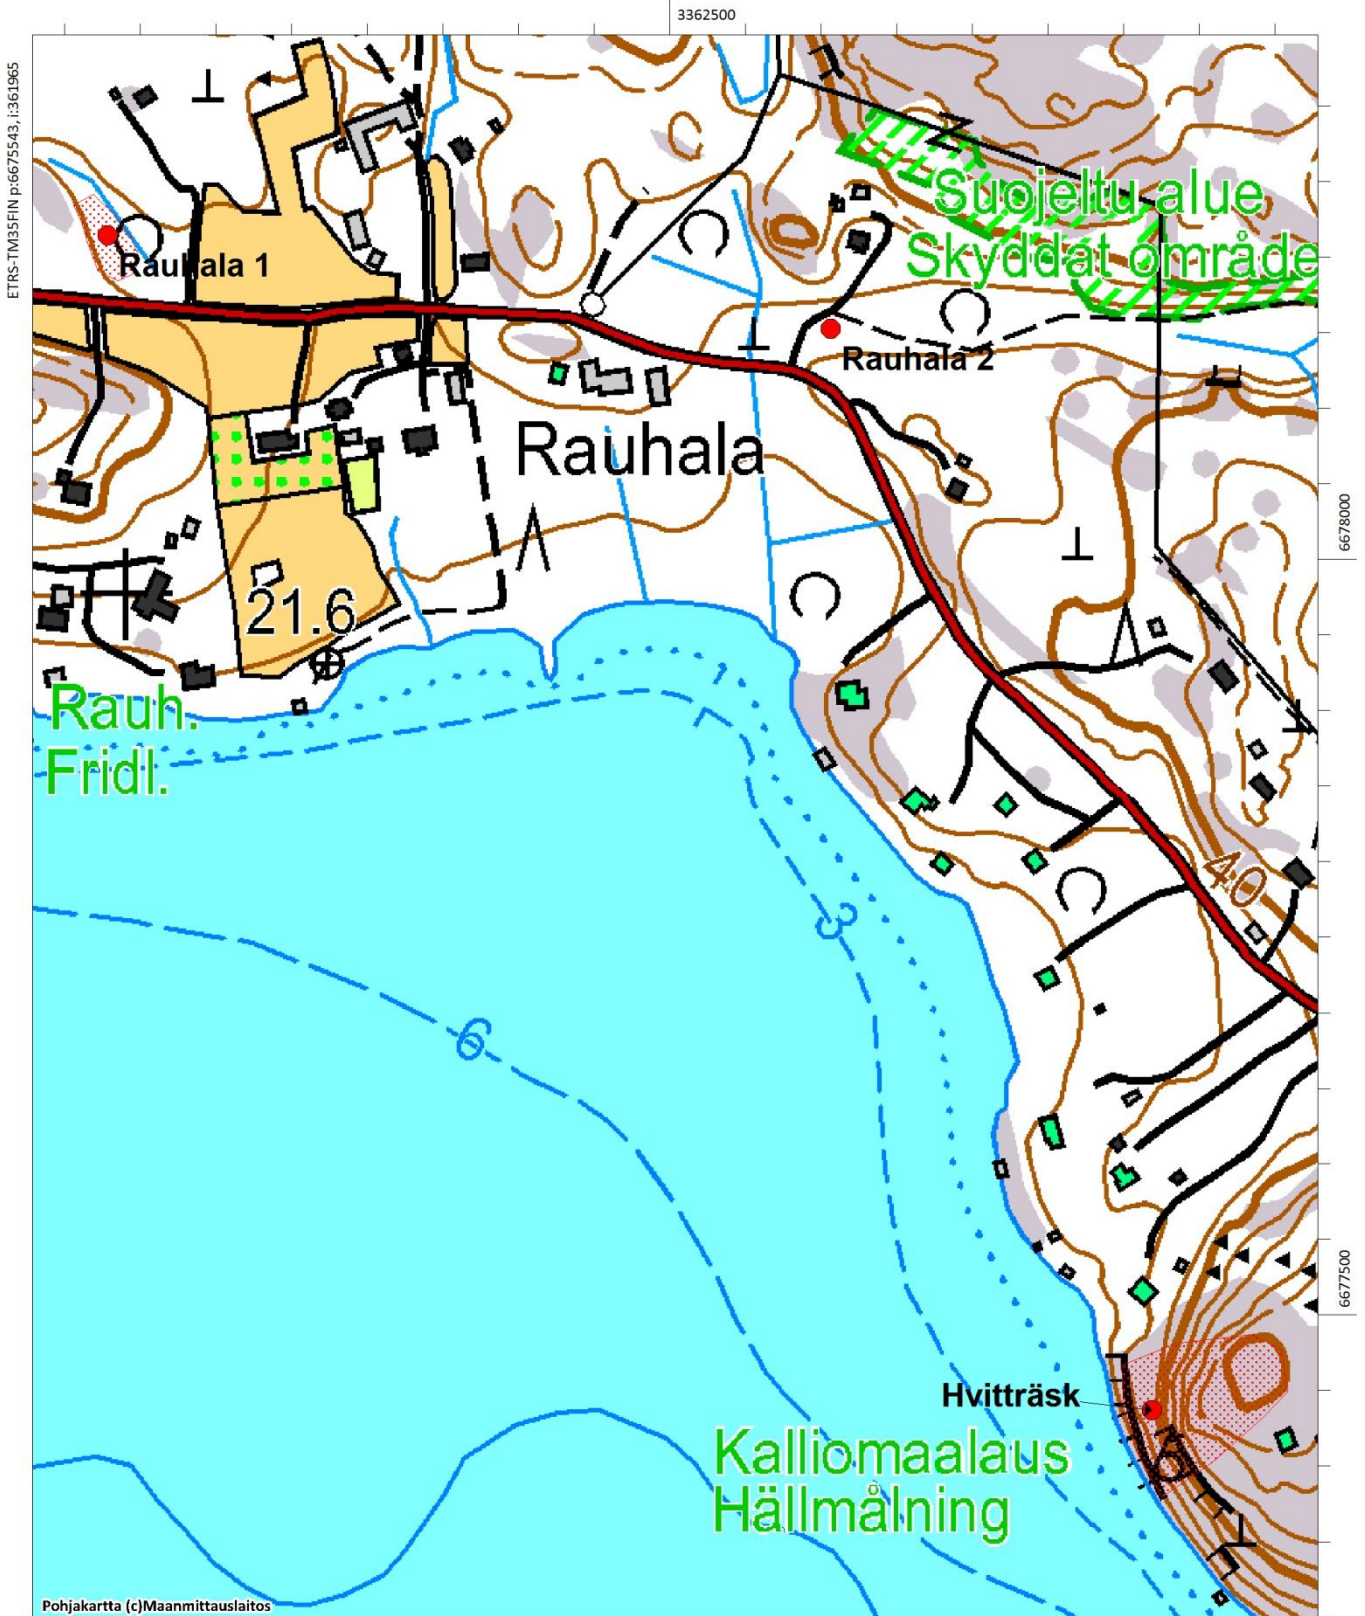 3362500
ETRS-TM35FIN p:6675543, i:361965
Suojeltu alue
Skyddat område
Rauhala 1
Rauhala 2
Rauhala
6678000
21.6
Rauh.
Fridl.
1
40
3
6
6677500
Hvitträsk
Kalliomaalaus
Hällmålning
Pohjakartta (c)Maanmittauslaitos